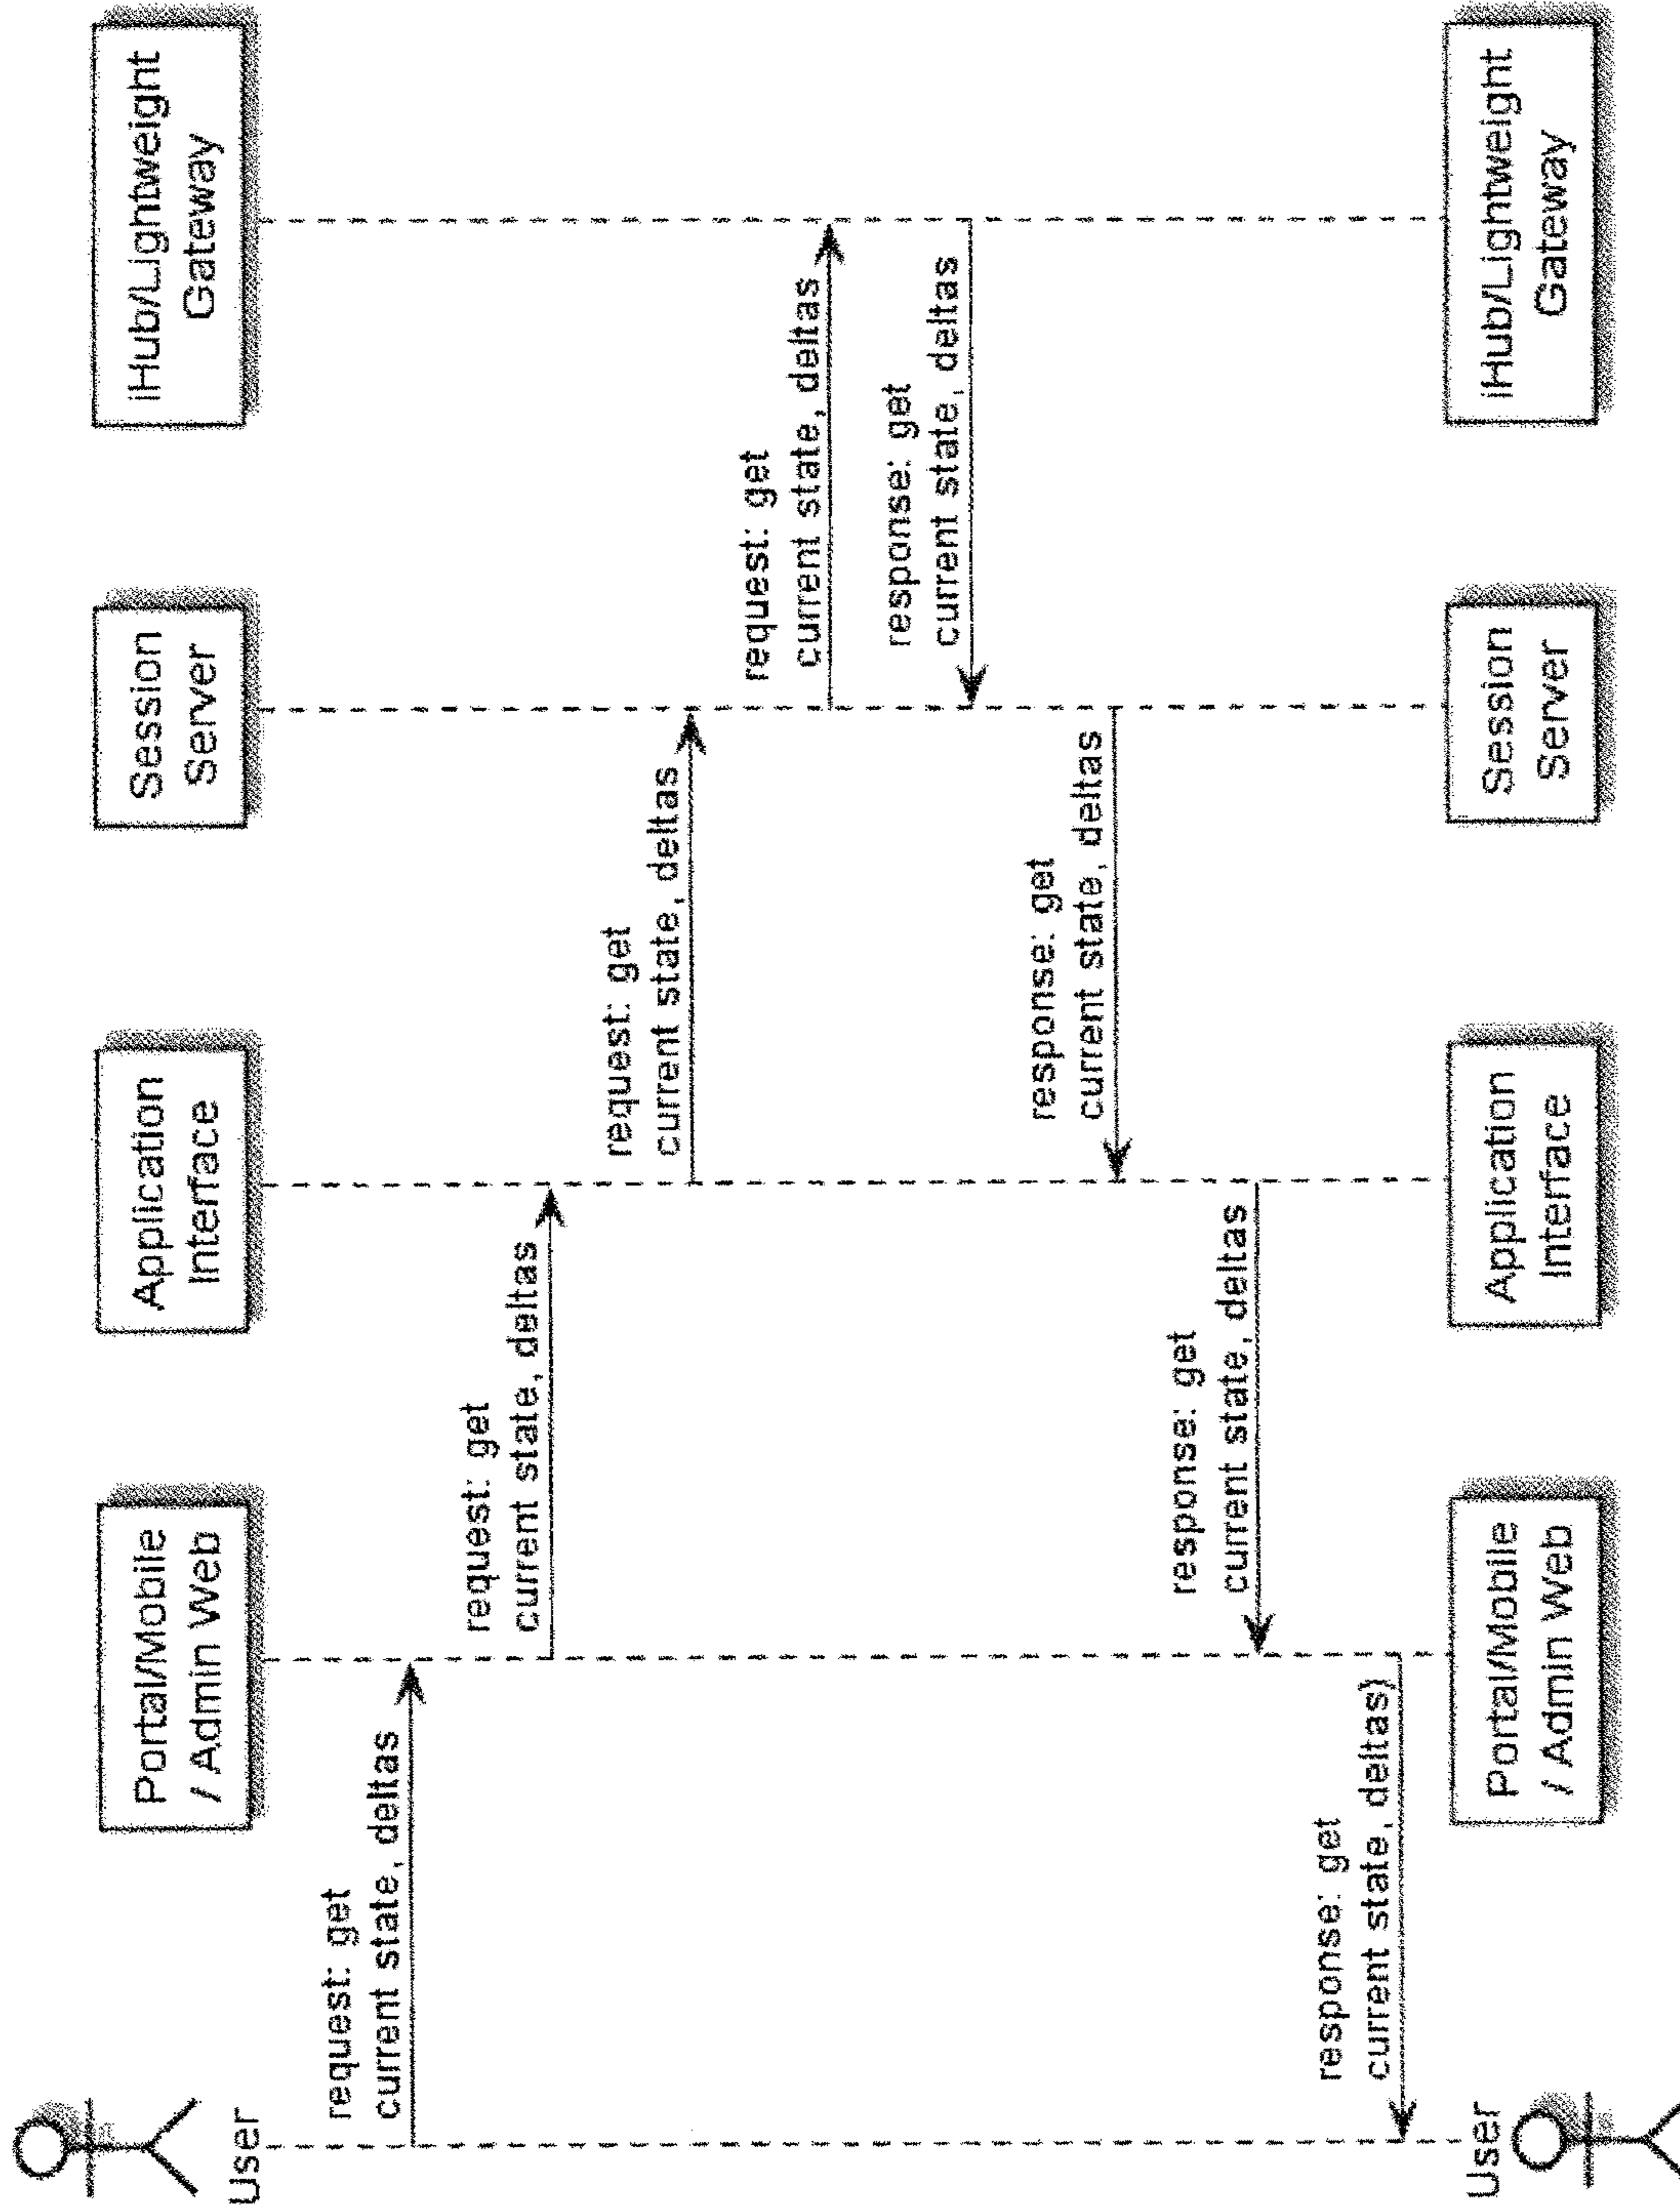 User
Portal/Mobile
/ Admin Web
Application
Interface
Session
Server
iHub/Lightweight
Gateway
request: get
current state, deltas
request: get
current state, deltas
request: get
current state, deltas
request: get
current state, deltas
response: get
current state, deltas
response: get
current state, deltas
response: get
current state, deltas
response: get
current state, deltas)
User
Portal/Mobile
/ Admin Web
Application
Interface
Session
Server
iHub/Lightweight
Gateway